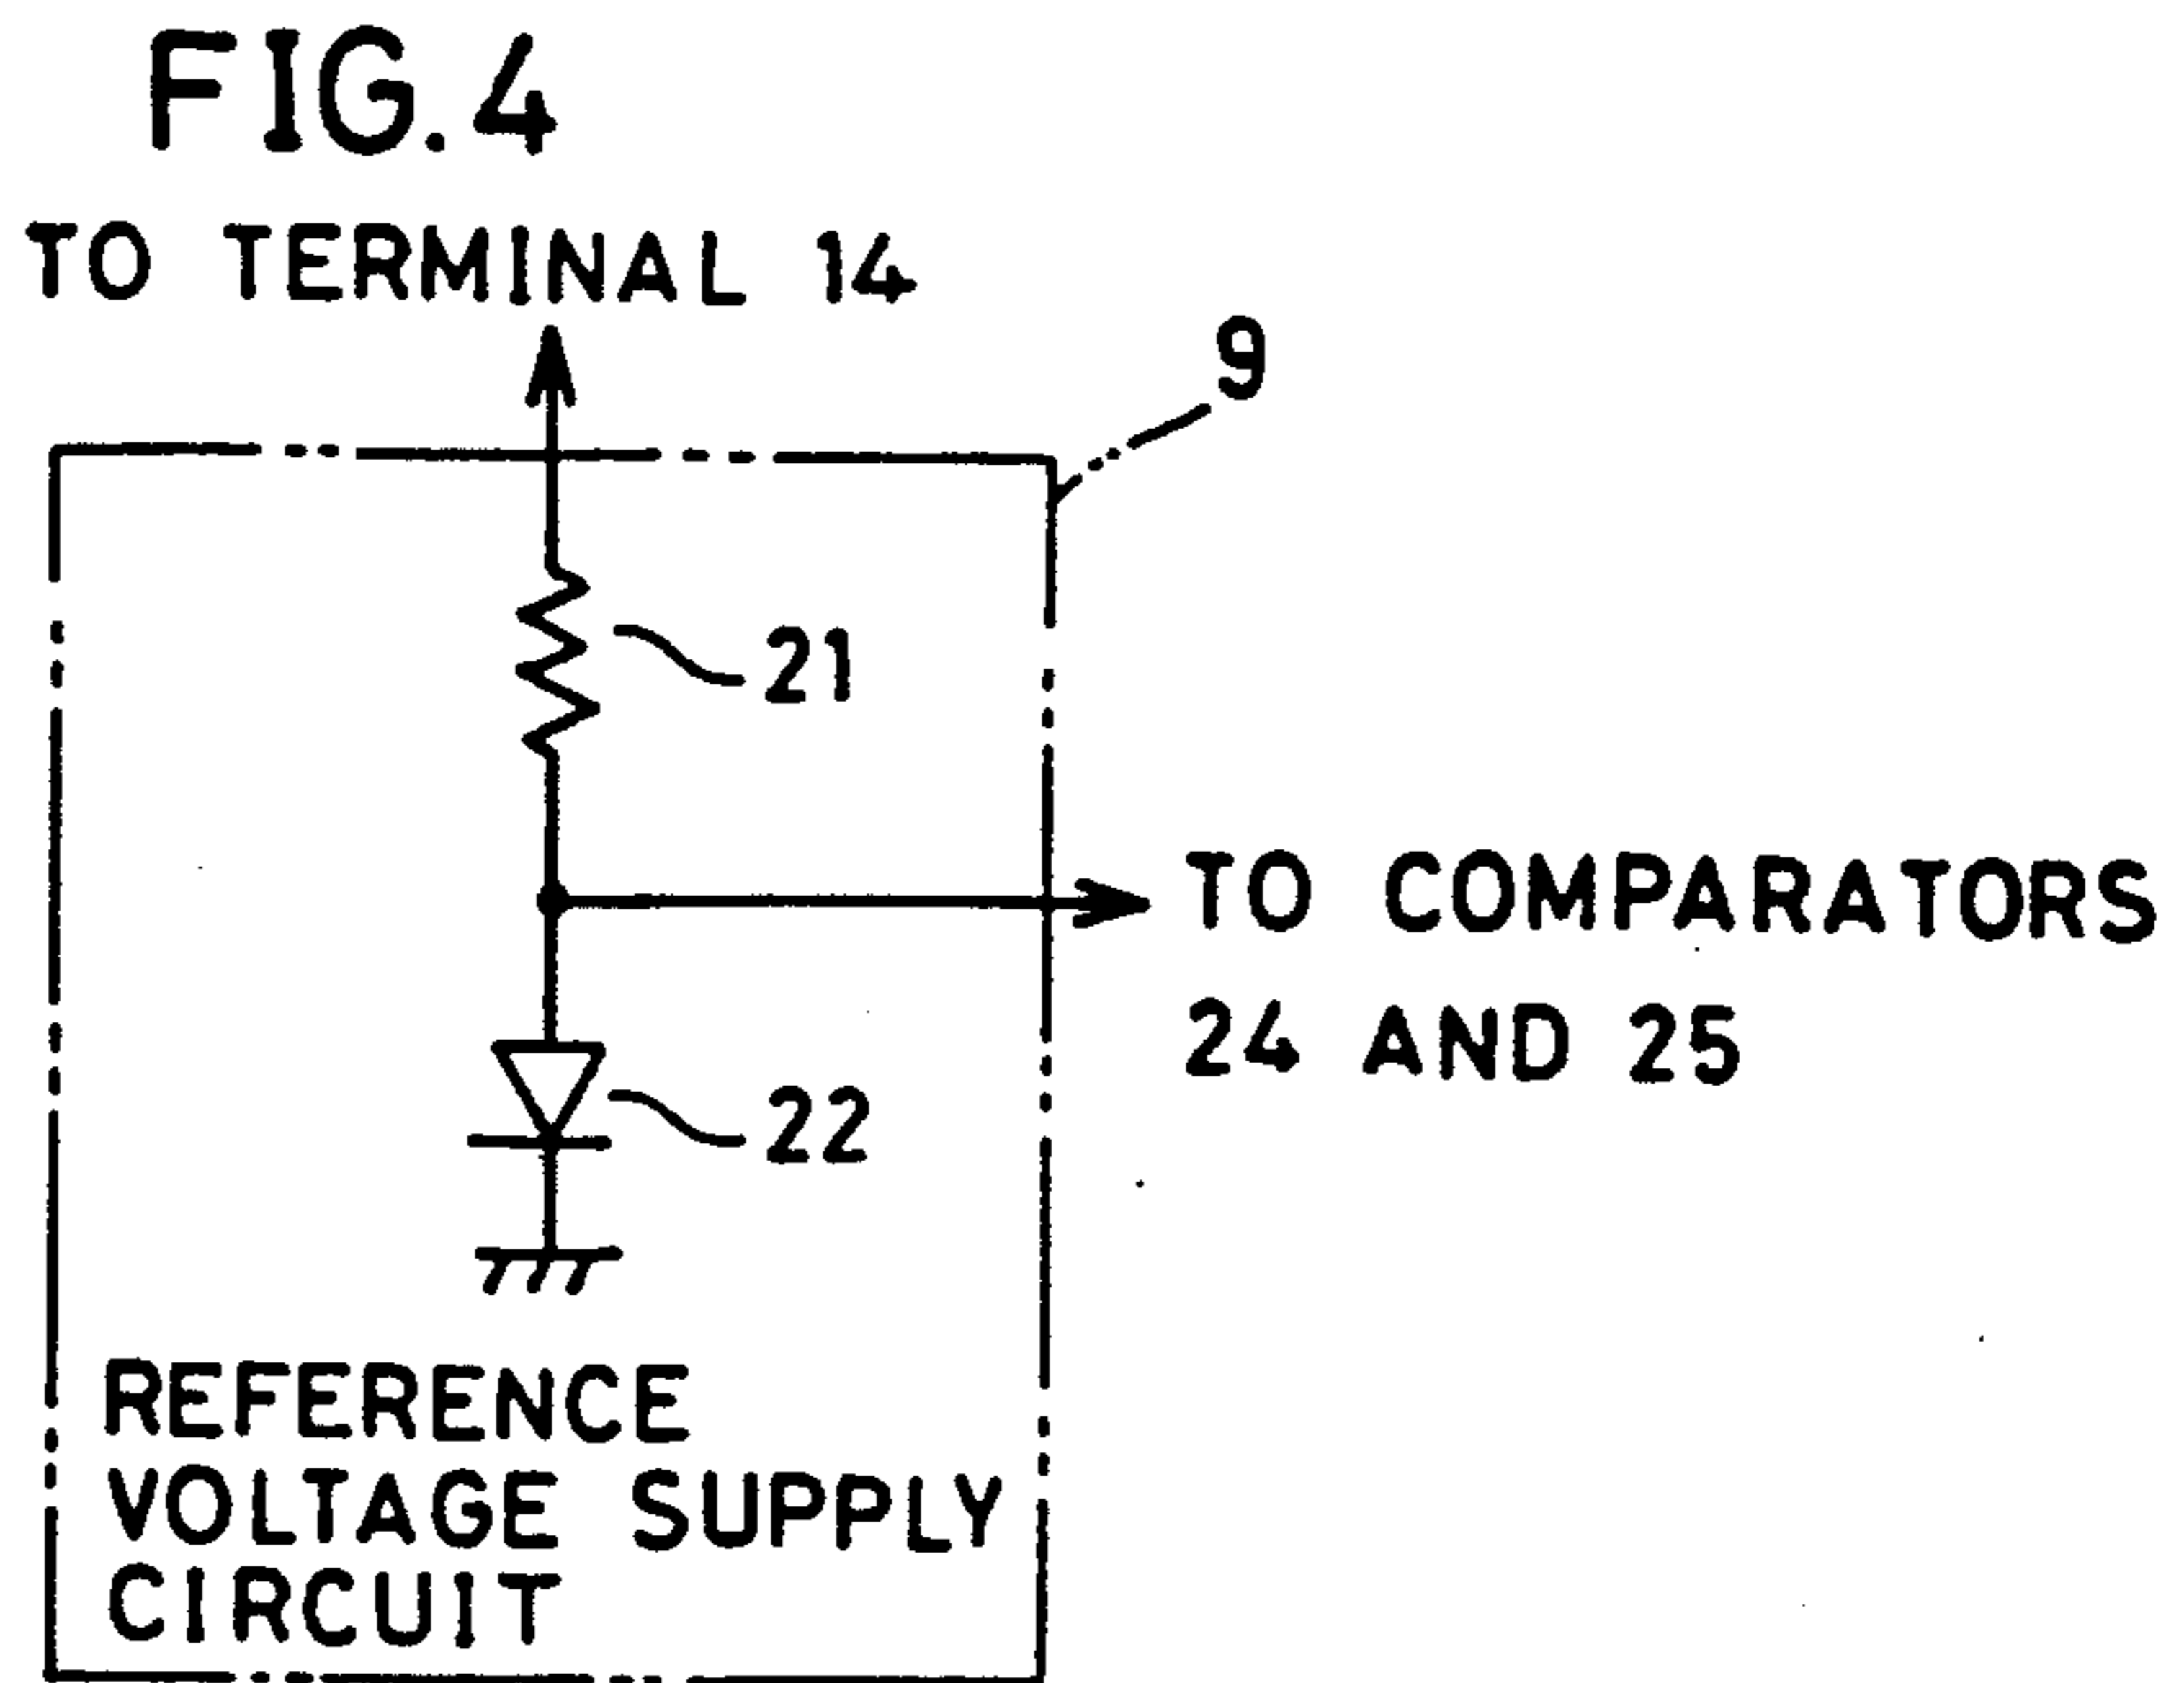 FIG.4
TO TERMINAL 14
9
21
TO COMPARATORS
24 AND 25
22
REFERENCE
VOLTAGE SUPPLY
CIRCUIT